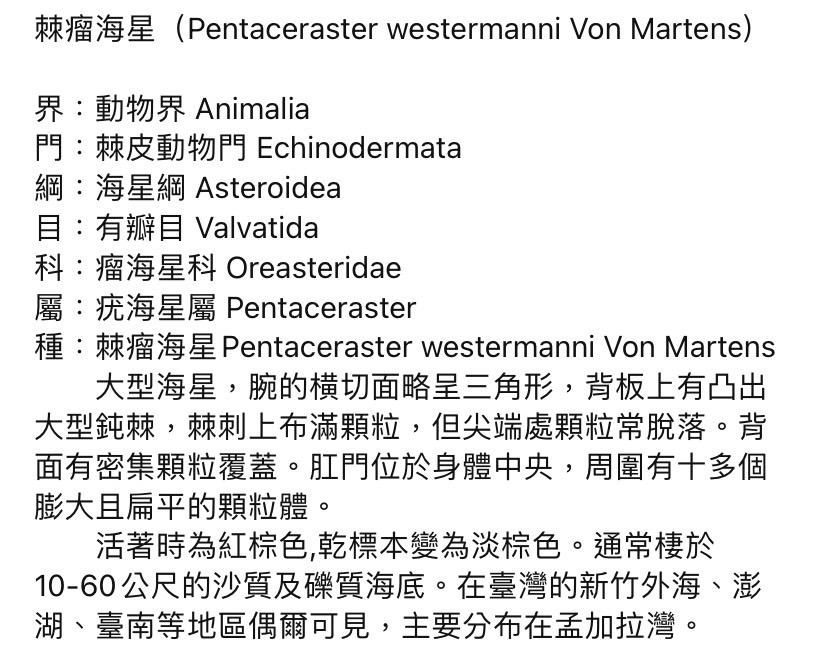 棘瘤海星（Pentaceraster westermanni Von Martens）
界：動物界 Animalia
門：棘皮動物門 Echinodermata
綱：海星綱 Asteroidea
目：有瓣目 Valvatida
科：瘤海星科 Oreasteridae
屬：疣海星屬 Pentaceraster
種：棘瘤海星Pentaceraster westermanni Von Martens
大型海星，腕的橫切面略呈三角形，背板上有凸出
大型鈍棘，棘刺上布滿顆粒，但尖端處顆粒常脫落。背
面有密集顆粒覆蓋。肛門位於身體中央，周圍有十多個
膨大且扁平的顆粒體。
活著時為紅棕色,乾標本變為淡棕色。通常棲於
10-60公尺的沙質及礫質海底。在臺灣的新竹外海、澎
湖、臺南等地區偶爾可見，主要分布在孟加拉灣。